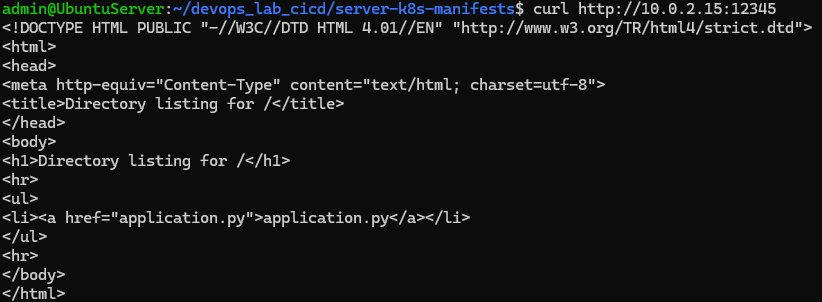 admin@UbuntuServer:~/devops_lab_cicd/server-k8s-manifests$ curl http://10.0.2.15:12345
<!DOCTYPE HTML PUBLIC "-//W3C//DTD HTML 4.01//EN" "http://www.w3.org/TR/html4/strict.dtd">
<html>
<head>
<meta http-equiv="Content-Type" content="text/html; charset=utf-8">
<title>Directory listing for /</title>
</head>
<body>
<h1>Directory listing for /</h1>
<hr>
<ul>
<li><a href="application.py">application.py</a></li>
</ul>
<hr>
</body>
</html>